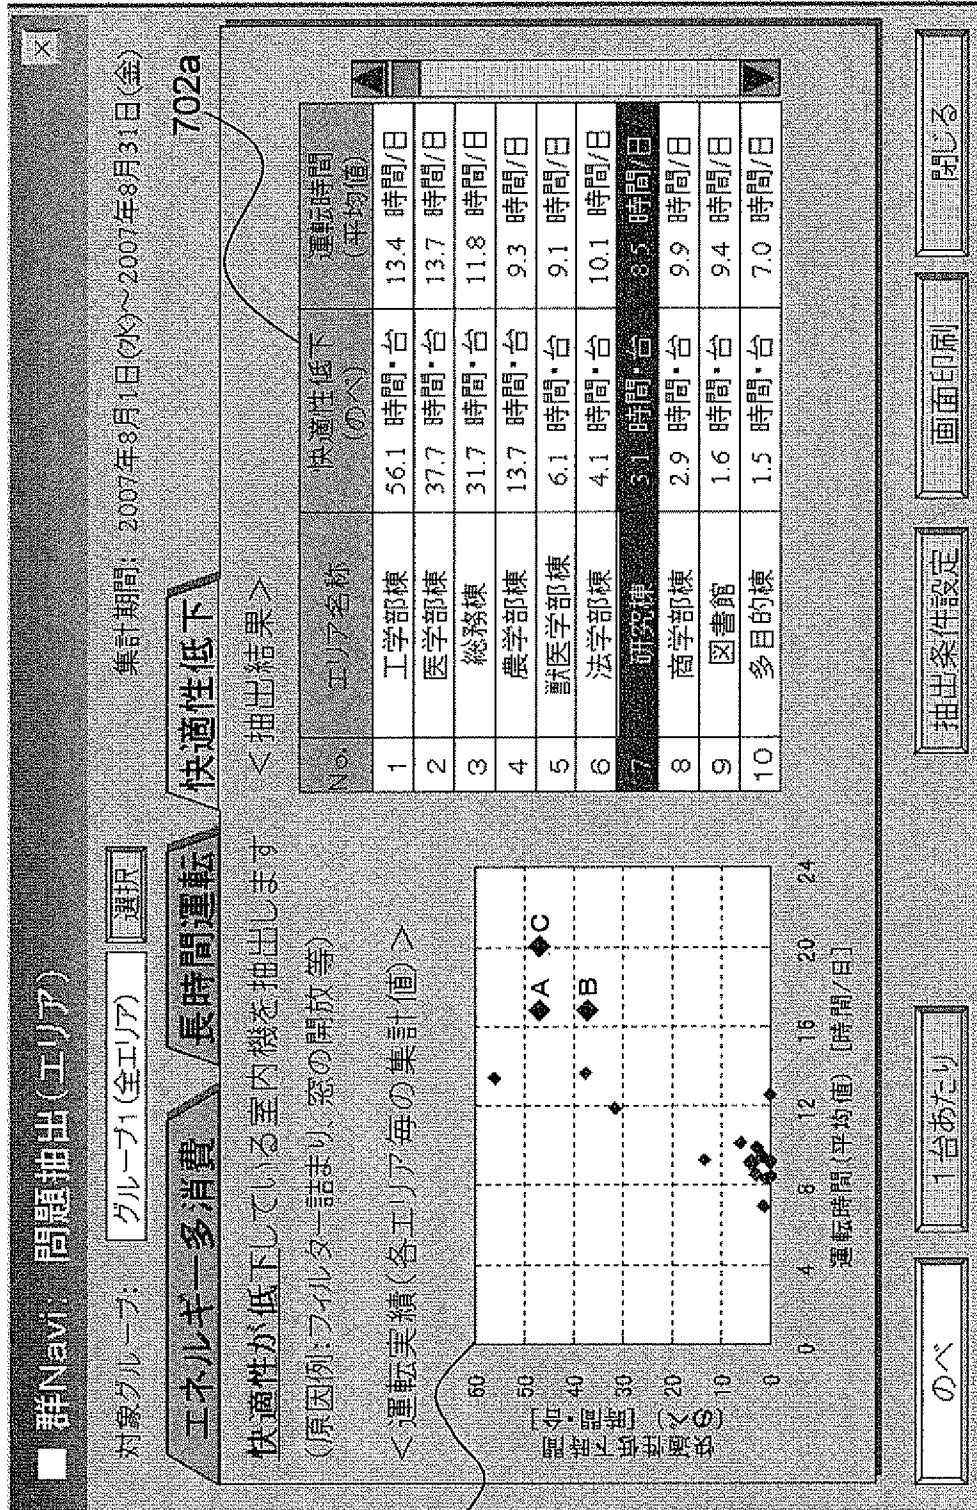 ■ 群Navi： 問題抽出(エリア) ×
対象グループ： グループ1 (全エリア) 選択 集計期間： 2007年8月1日(水)～2007年8月31日(金)
エネルギー多消費 長時間運転 快適性低下
702a
快適性が低下している室内機を抽出します
(原因例：フィルター詰まり、窓の開放 等)
＜運転実績(各エリア毎の集計値)＞
快適性低下時間
(のべ) [時間・台]
60
50
40
30
20
10
0
A
B
C
0 4 8 12 16 20 24
運転時間(平均値) [時間/日]
＜抽出結果＞
No. エリア名称 快適性低下 (のべ) 運転時間 (平均値)
1 工学部棟 56.1 時間・台 13.4 時間/日
2 医学部棟 37.7 時間・台 13.7 時間/日
3 総務棟 31.7 時間・台 11.8 時間/日
4 農学部棟 13.7 時間・台 9.3 時間/日
5 獣医学部棟 6.1 時間・台 9.1 時間/日
6 法学部棟 4.1 時間・台 10.1 時間/日
7 研究棟 3.1 時間・台 8.5 時間/日
8 商学部棟 2.9 時間・台 9.9 時間/日
9 図書館 1.6 時間・台 9.4 時間/日
10 多目的棟 1.5 時間・台 7.0 時間/日
のべ 1台あたり 抽出条件設定 画面印刷 閉じる